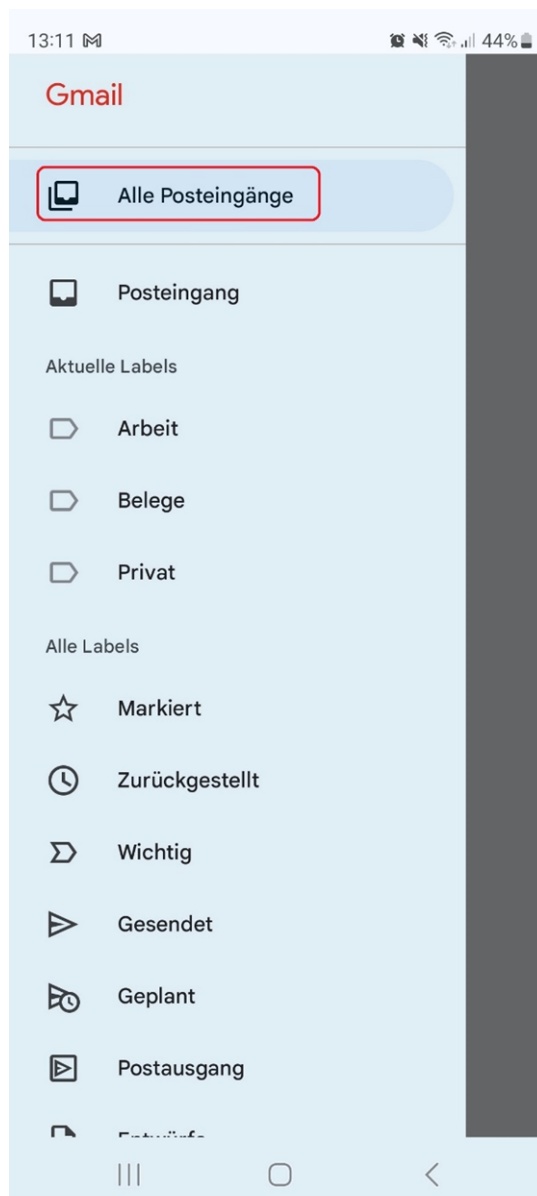 13:11 44%
Gmail
Alle Posteingänge
Posteingang
Aktuelle Labels
Arbeit
Belege
Privat
Alle Labels
Markiert
Zurückgestellt
Wichtig
Gesendet
Geplant
Postausgang